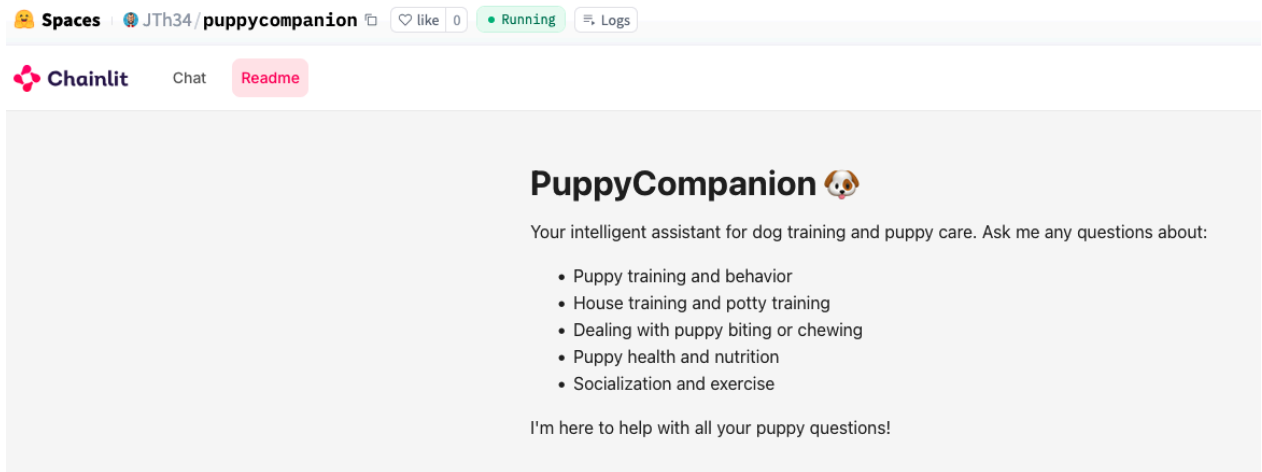 🤗 Spaces JTh34/puppycompanion like 0 • Running Logs
Chainlit Chat Readme
PuppyCompanion 🐶
Your intelligent assistant for dog training and puppy care. Ask me any questions about:
• Puppy training and behavior
• House training and potty training
• Dealing with puppy biting or chewing
• Puppy health and nutrition
• Socialization and exercise
I'm here to help with all your puppy questions!